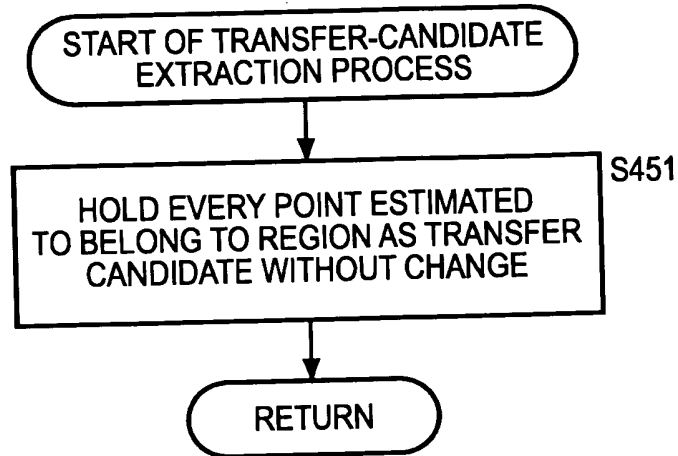 START OF TRANSFER-CANDIDATE
EXTRACTION PROCESS
S451
HOLD EVERY POINT ESTIMATED
TO BELONG TO REGION AS TRANSFER
CANDIDATE WITHOUT CHANGE
RETURN